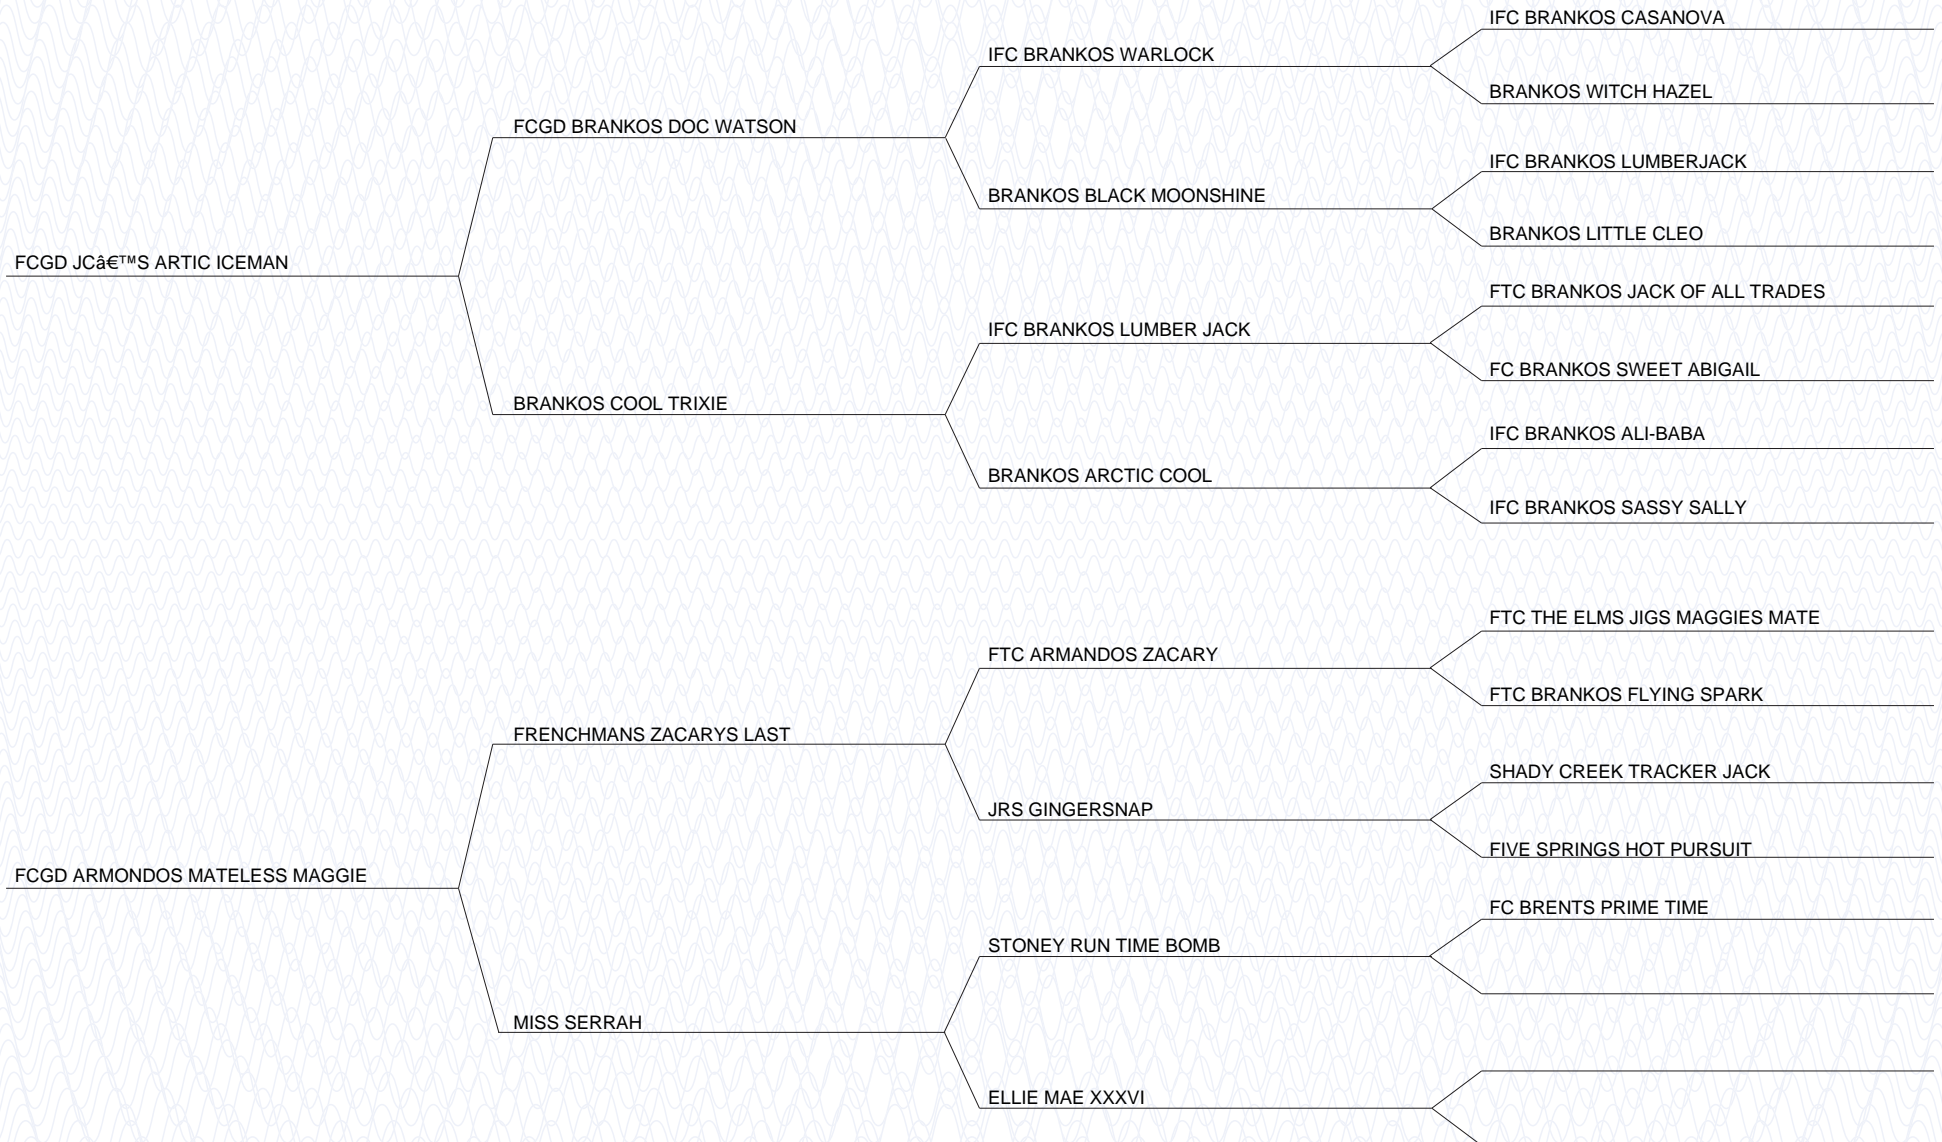 IFC BRANKOS CASANOVA
IFC BRANKOS WARLOCK
BRANKOS WITCH HAZEL
FCGD BRANKOS DOC WATSON
IFC BRANKOS LUMBERJACK
BRANKOS BLACK MOONSHINE
BRANKOS LITTLE CLEO
FCGD JCâ€™S ARTIC ICEMAN
FTC BRANKOS JACK OF ALL TRADES
IFC BRANKOS LUMBER JACK
FC BRANKOS SWEET ABIGAIL
BRANKOS COOL TRIXIE
IFC BRANKOS ALI-BABA
BRANKOS ARCTIC COOL
IFC BRANKOS SASSY SALLY
FTC THE ELMS JIGS MAGGIES MATE
FTC ARMANDOS ZACARY
FTC BRANKOS FLYING SPARK
FRENCHMANS ZACARYS LAST
SHADY CREEK TRACKER JACK
JRS GINGERSNAP
FIVE SPRINGS HOT PURSUIT
FCGD ARMONDOS MATELESS MAGGIE
FC BRENTS PRIME TIME
STONEY RUN TIME BOMB
MISS SERRAH
ELLIE MAE XXXVI